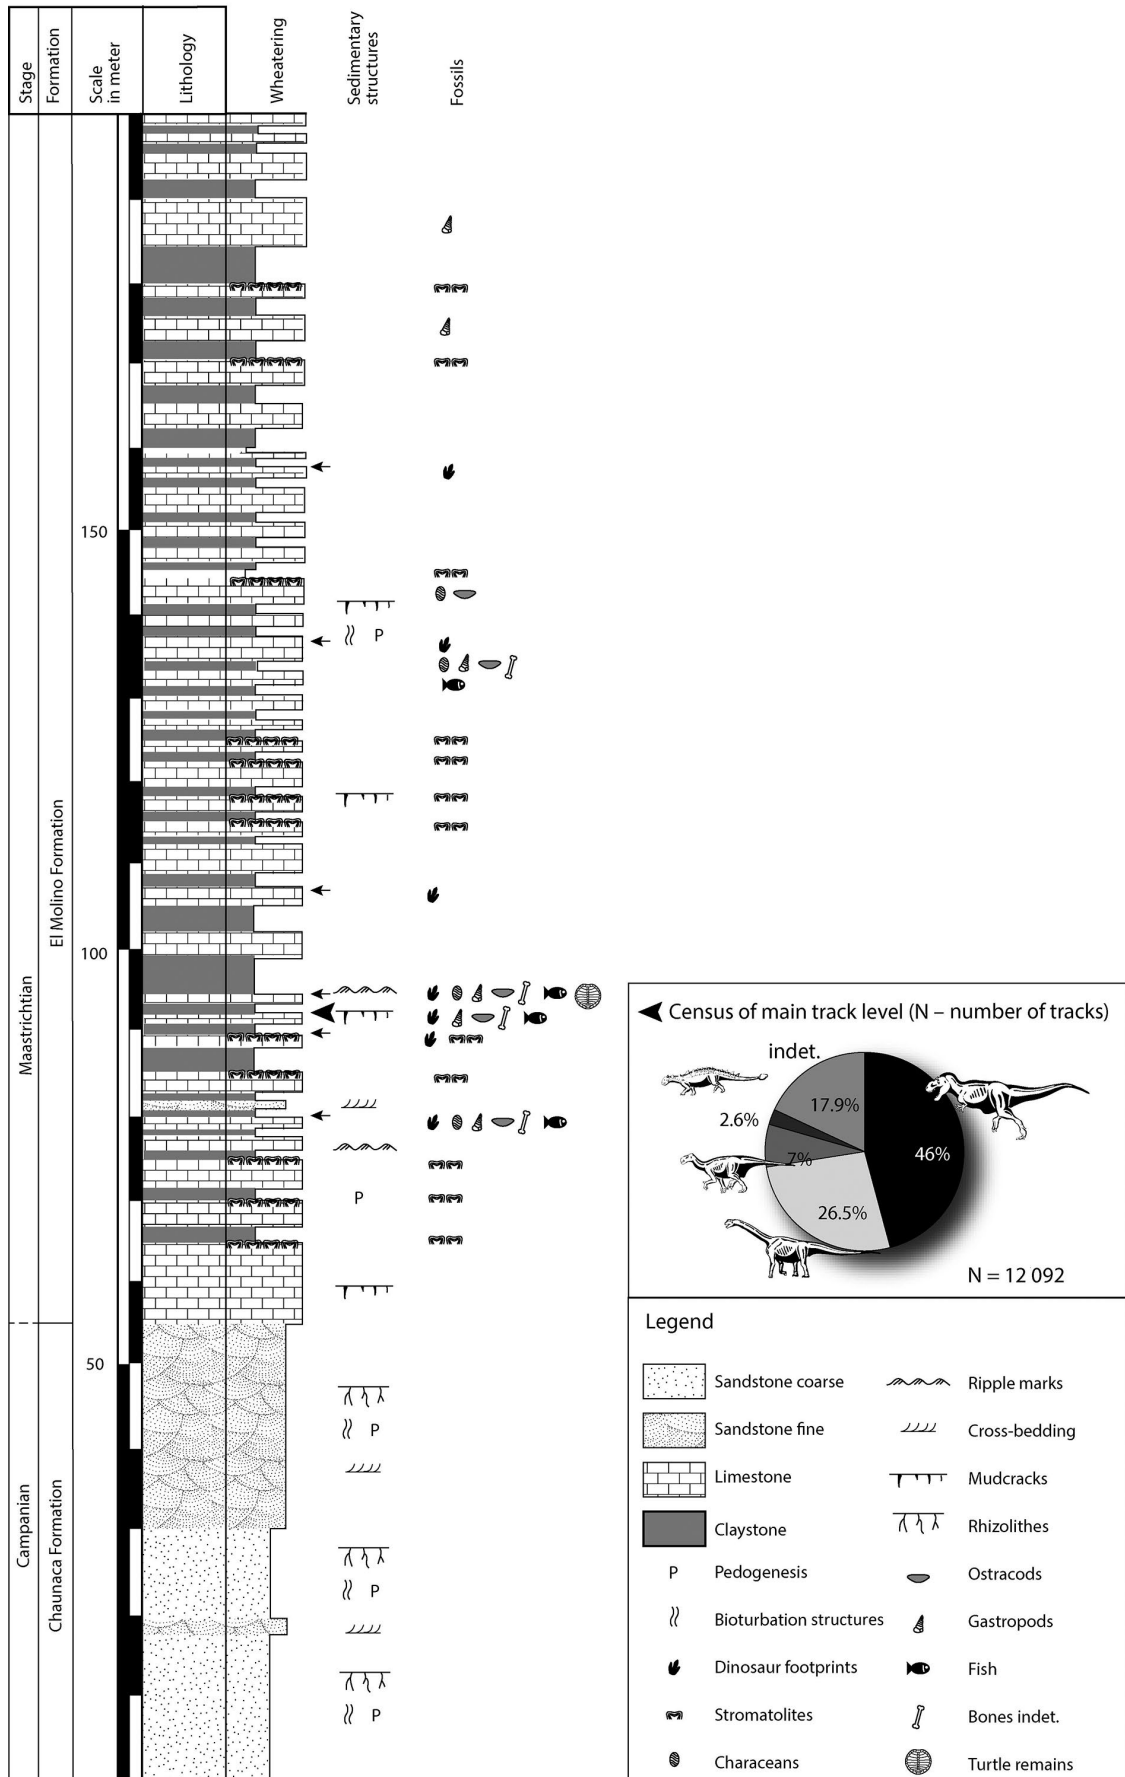 Stage
Formation
Scale
in meter
Lithology
Wheatering
Sedimentary
structures
Fossils
Maastrichtian
Campanian
El Molino Formation
Chaunaca Formation
150
100
50
P
P
P
P
P
Census of main track level (N – number of tracks)
indet.
17.9%
2.6%
7%
46%
26.5%
N = 12 092
Legend
Sandstone coarse
Sandstone fine
Limestone
Claystone
P Pedogenesis
Bioturbation structures
Dinosaur footprints
Stromatolites
Characeans
Ripple marks
Cross-bedding
Mudcracks
Rhizolithes
Ostracods
Gastropods
Fish
Bones indet.
Turtle remains